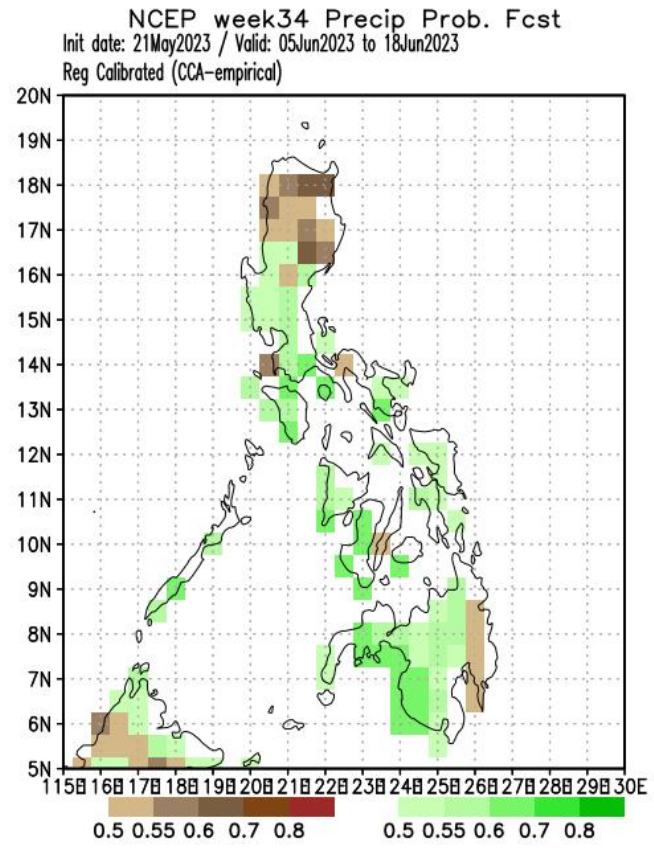 NCEP week34 Precip Prob. Fcst
Init date: 21May2023 / Valid: 05Jun2023 to 18Jun2023
Reg Calibrated (CCA-empirical)
20N
19N
18N
17N
16N
15N
14N
13N
12N
11N
10N
9N
8N
7N
6N
5N
115E 116E 117E 118E 119E 120E 121E 122E 123E 124E 125E 126E 127E 128E 129E 130E
0.5 0.55 0.6 0.7 0.8 0.5 0.55 0.6 0.7 0.8